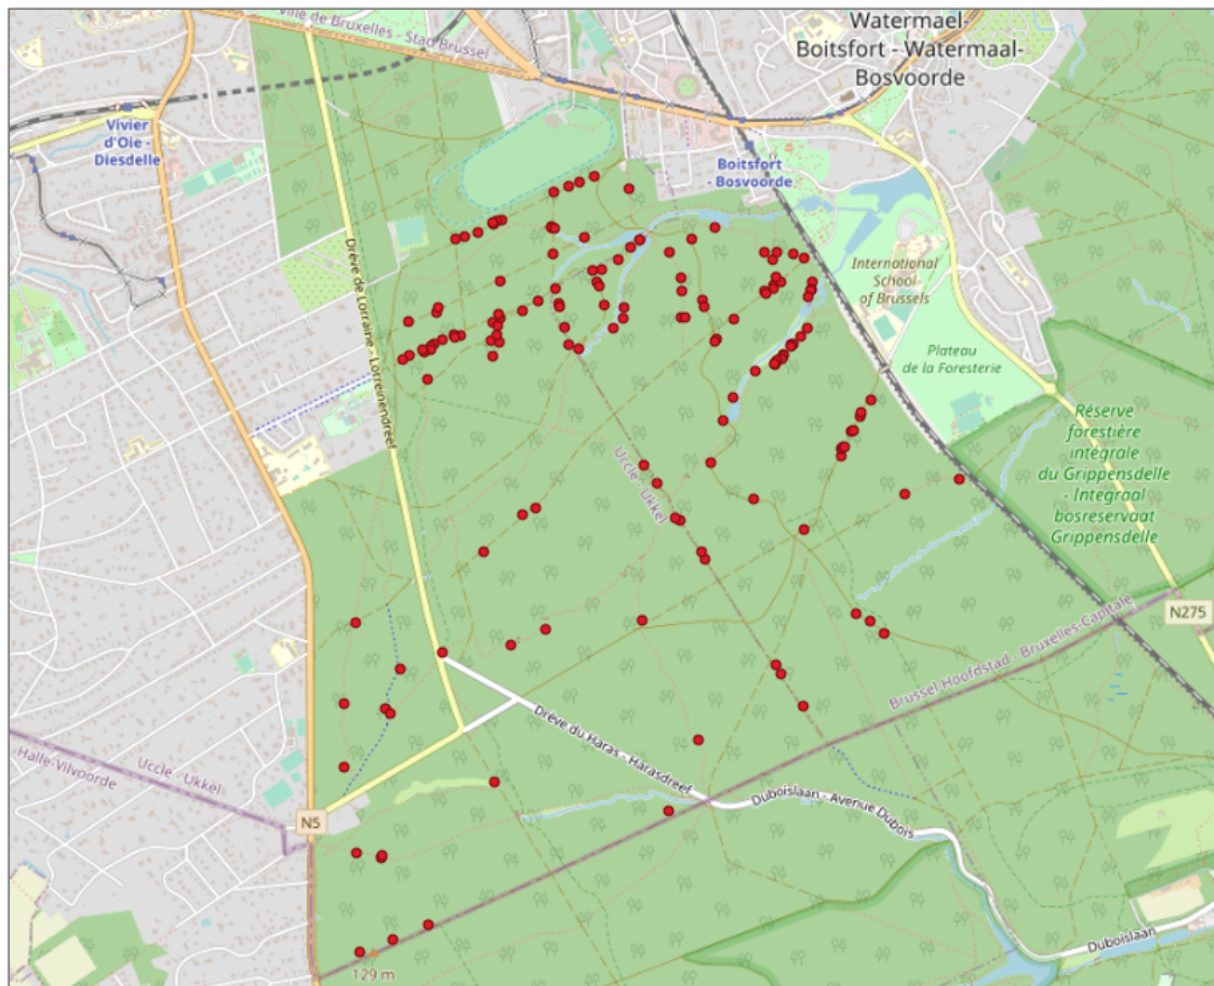 Watermael-
Boitsfort - Watermaal-
Bosvoorde
Ville de Bruxelles - Stad Brussel
Vivier
d'Oie -
Diesdelle
Boitsfort
- Bosvoorde
Drève de Lorraine - Lorreinendreef
International
School
of Brussels
Plateau
de la Foresterie
Réserve
forestière
intégrale
du Grippensdelle
- Integraal
bosreservaat
Grippensdelle
Uccle - Ukkel
N275
Brussel Hoofdstad - Bruxelles-Capitale
Drève du Haras - Harasdreef
Uccle - Ukkel
Halle-Vilvoorde
N5
Duboislaan - Avenue Dubois
Duboislaan
129 m